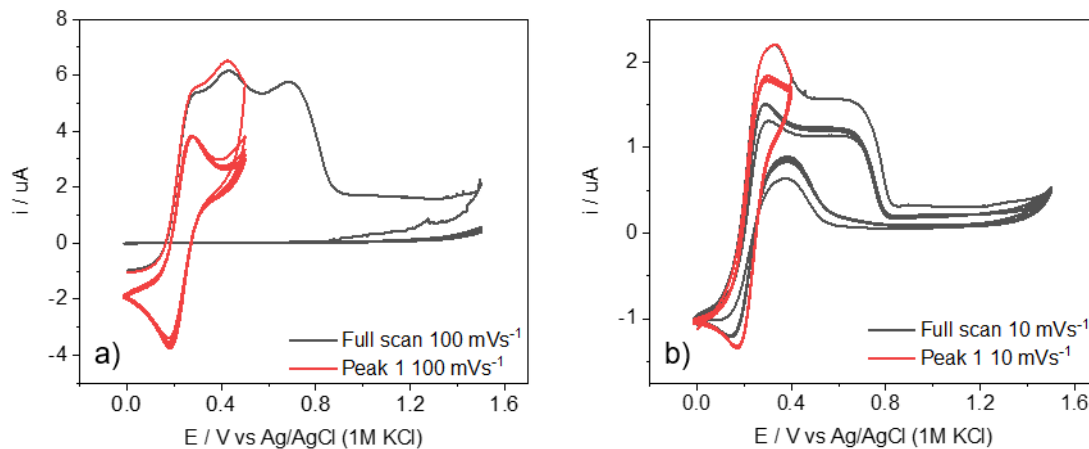 8
6
4
2
0
-2
-4
i / uA
a)
Full scan 100 mVs⁻¹
Peak 1 100 mVs⁻¹
0.0 0.4 0.8 1.2 1.6
E / V vs Ag/AgCl (1M KCl)
2
1
0
-1
i / uA
b)
Full scan 10 mVs⁻¹
Peak 1 10 mVs⁻¹
0.0 0.4 0.8 1.2 1.6
E / V vs Ag/AgCl (1M KCl)